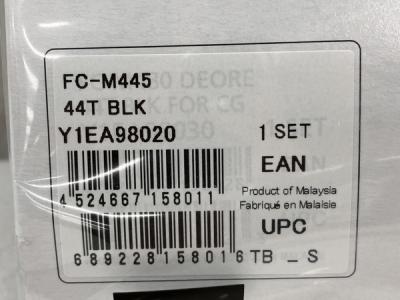 FC-M445
44T BLK
Y1EA98020 1 SET
EAN
4 524667 158011
Product of Malaysia
Fabriqué en Malaisie
UPC
6 89228 15801 6 TB _ S